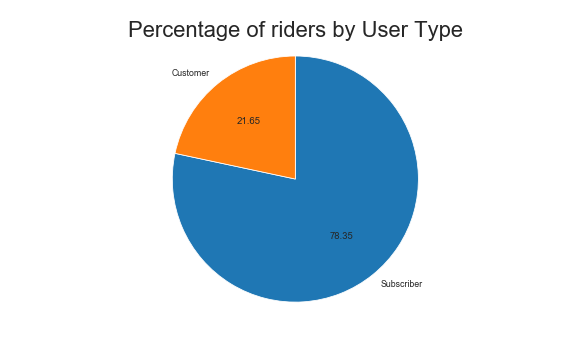 Percentage of riders by User Type
Customer
21.65
78.35
Subscriber